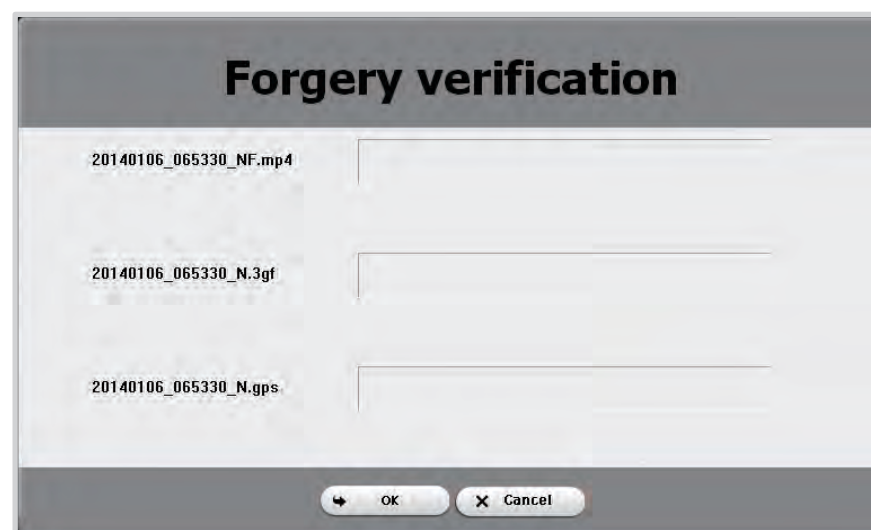 Forgery verification
20140106_065330_NF.mp4
20140106_065330_N.3gf
20140106_065330_N.gps
OK
Cancel